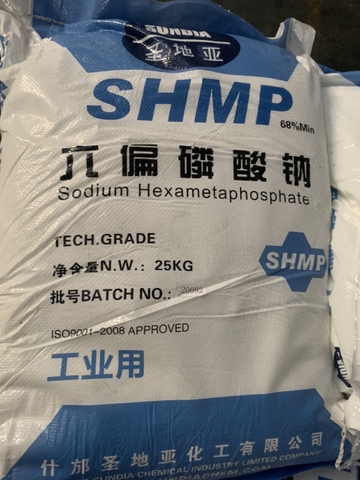 SUNDIA
圣地亚
SHMP
68%Min
六偏磷酸钠
Sodium Hexametaphosphate
TECH.GRADE
净含量N.W.: 25KG
SHMP
批号BATCH NO.:
ISO9001-2008 APPROVED
工业用
什邡圣地亚化工有限公司
SUNDIA CHEMICAL INDUSTRY LIMITED COMPANY